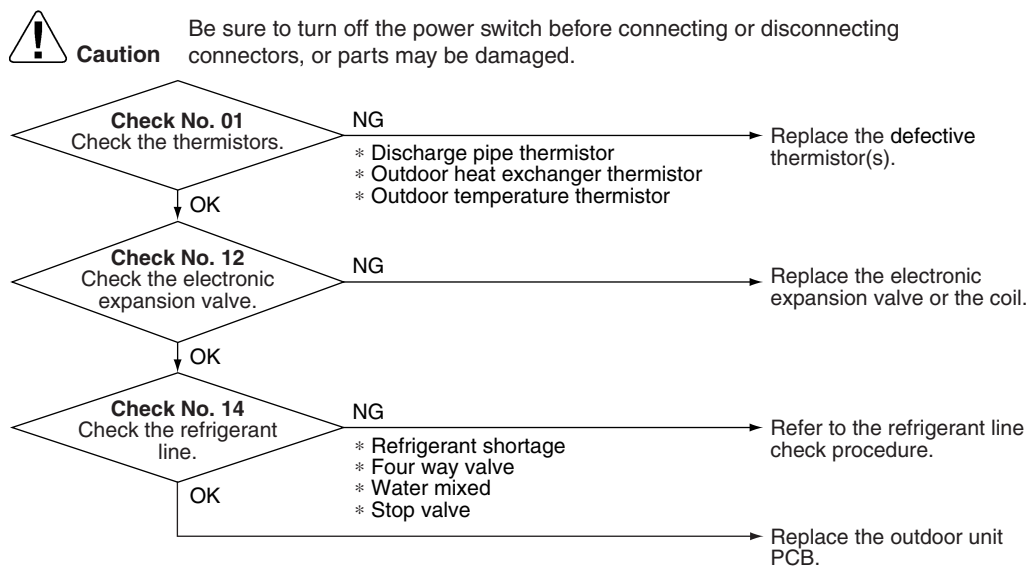 Be sure to turn off the power switch before connecting or disconnecting
Caution connectors, or parts may be damaged.
Check No. 01
Check the thermistors.
NG
∗ Discharge pipe thermistor
∗ Outdoor heat exchanger thermistor
∗ Outdoor temperature thermistor
Replace the defective
thermistor(s).
OK
Check No. 12
Check the electronic
expansion valve.
NG
Replace the electronic
expansion valve or the coil.
OK
Check No. 14
Check the refrigerant
line.
NG
∗ Refrigerant shortage
∗ Four way valve
∗ Water mixed
∗ Stop valve
Refer to the refrigerant line
check procedure.
OK
Replace the outdoor unit
PCB.